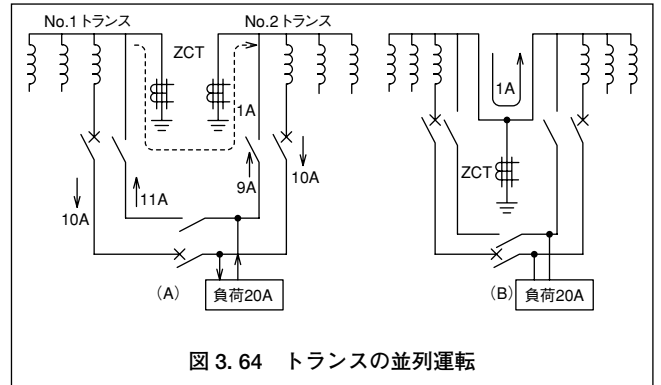 No.1トランス
ZCT
No.2トランス
1A
10A
11A
9A
10A
(A)
負荷20A
1A
ZCT
(B)
負荷20A
図 3. 64 トランスの並列運転